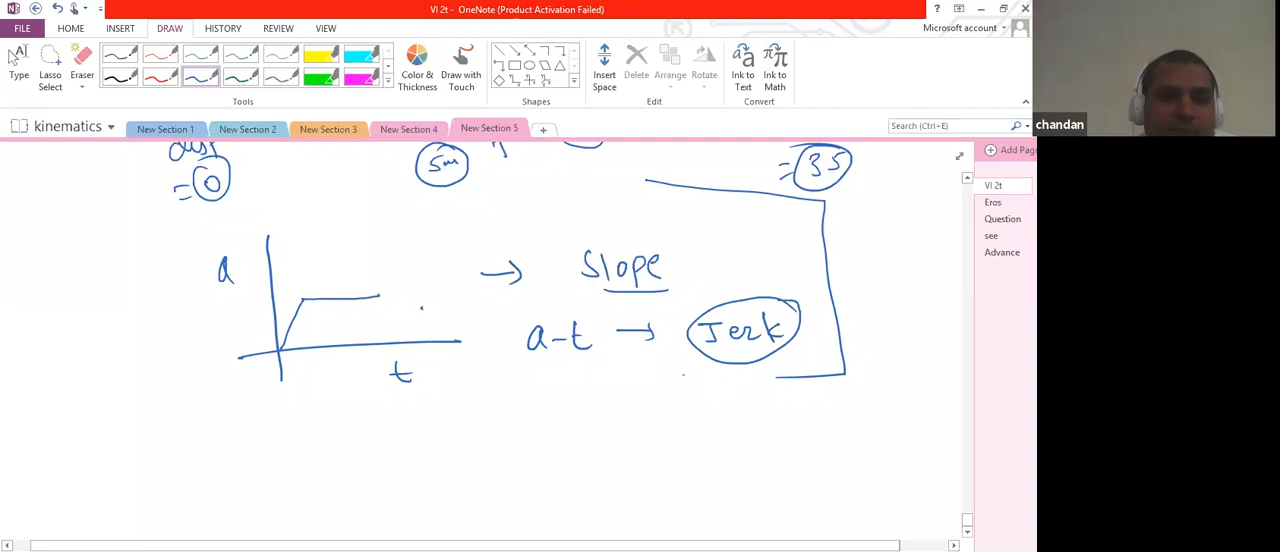 VI 2t - OneNote (Product Activation Failed)
FILE HOME INSERT DRAW HISTORY REVIEW VIEW
Microsoft account
Type
Lasso Select
Eraser
Color & Thickness
Draw with Touch
Insert Space
Delete
Arrange
Rotate
Ink to Text
Ink to Math
Tools
Shapes
Edit
Convert
kinematics
New Section 1 New Section 2 New Section 3 New Section 4 New Section 5
Search (Ctrl+E)
chandan
Add Page
VI 2t
Eros
Question
see
Advance
= 0
5m
= 35
a
→ Slope
a-t → Jerk
t